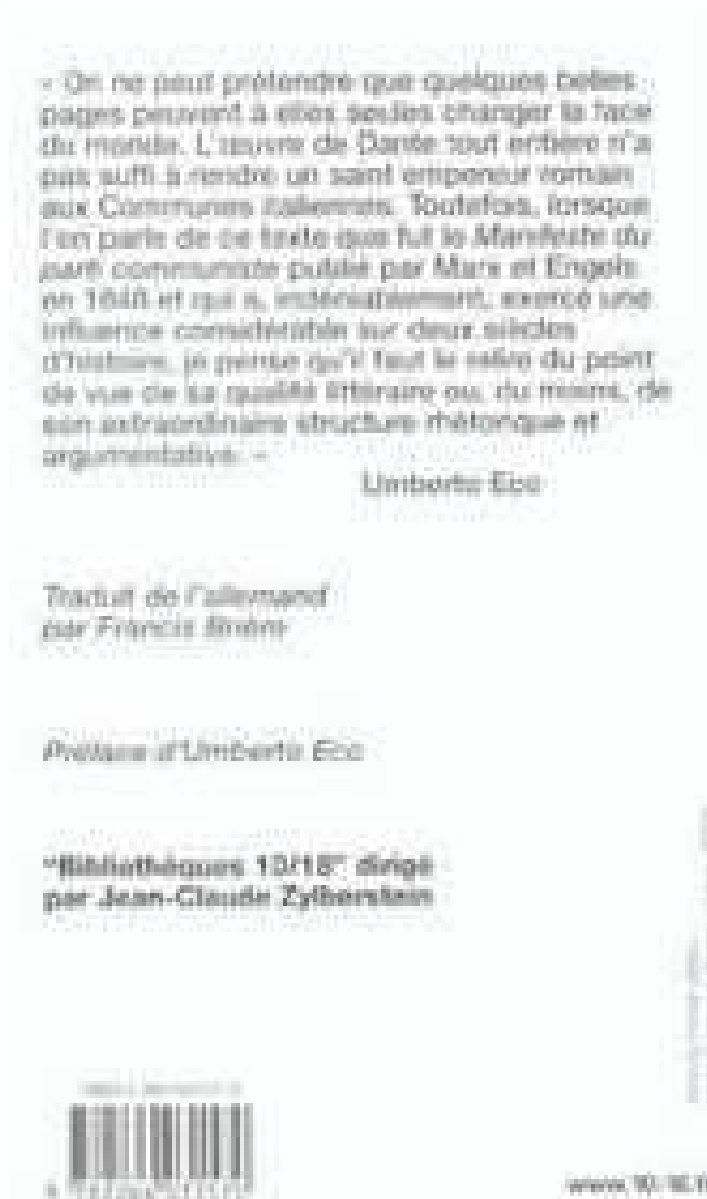 « On ne peut prétendre que quelques belles
pages peuvent à elles seules changer la face
du monde. L'œuvre de Dante tout entière n'a
pas suffi à rendre un saint empereur romain
aux Communes italiennes. Toutefois, lorsque
l'on parle de ce texte que fut le Manifeste du
parti communiste publié par Marx et Engels
en 1848 et qui a, indéniablement, exercé une
influence considérable sur deux siècles
d'histoire, je pense qu'il faut le relire du point
de vue de sa qualité littéraire ou, du moins, de
son extraordinaire structure rhétorique et
argumentative. »
Umberto Eco
Traduit de l'allemand
par Francis Brière
Préface d'Umberto Eco
"Bibliothèques 10/18" dirigé
par Jean-Claude Zylberstein